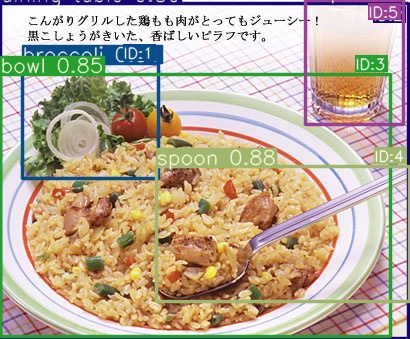 こんがりグリルした鶏もも肉がとってもジューシー！
黒こしょうがきいた、香ばしいピラフです。
ID:5
broccoli
ID:1
bowl 0.85
ID:3
spoon 0.88
ID:4